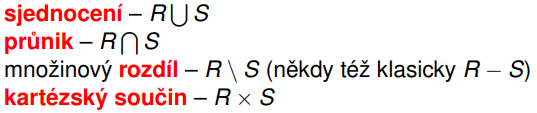 sjednocení – R ⋃ S
průnik – R ⋂ S
množinový rozdíl – R \ S (někdy též klasicky R − S)
kartézský součin – R × S